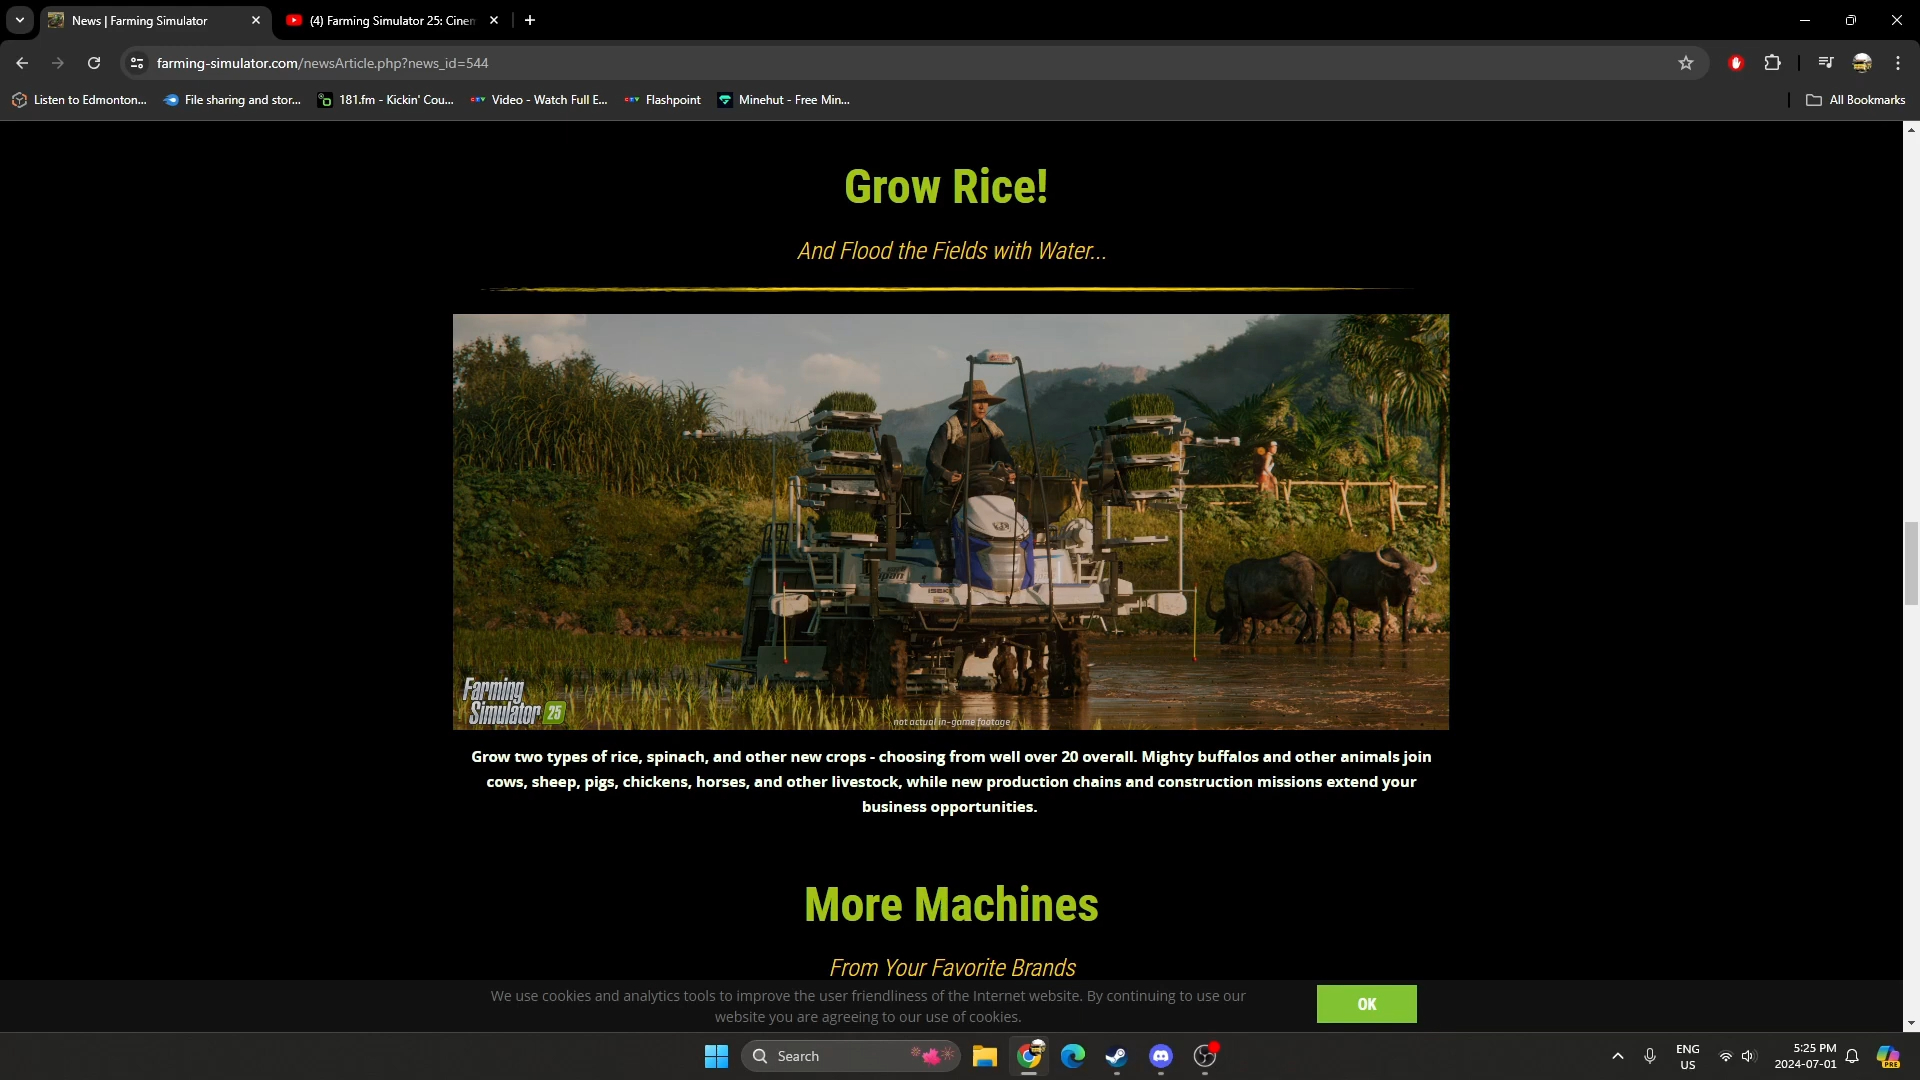 News | Farming Simulator
(4) Farming Simulator 25: Cinem
farming-simulator.com/newsArticle.php?news_id=544
Listen to Edmonton...
File sharing and stor...
181.fm - Kickin' Cou...
Video - Watch Full E...
Flashpoint
Minehut - Free Min...
All Bookmarks
Grow Rice!
And Flood the Fields with Water...
ISEKI
Farming
Simulator 25
not actual in-game footage
Grow two types of rice, spinach, and other new crops - choosing from well over 20 overall. Mighty buffalos and other animals join
cows, sheep, pigs, chickens, horses, and other livestock, while new production chains and construction missions extend your
business opportunities.
More Machines
From Your Favorite Brands
We use cookies and analytics tools to improve the user friendliness of the Internet website. By continuing to use our
website you are agreeing to our use of cookies.
OK
Search
ENG
US
5:25 PM
2024-07-01
PRE